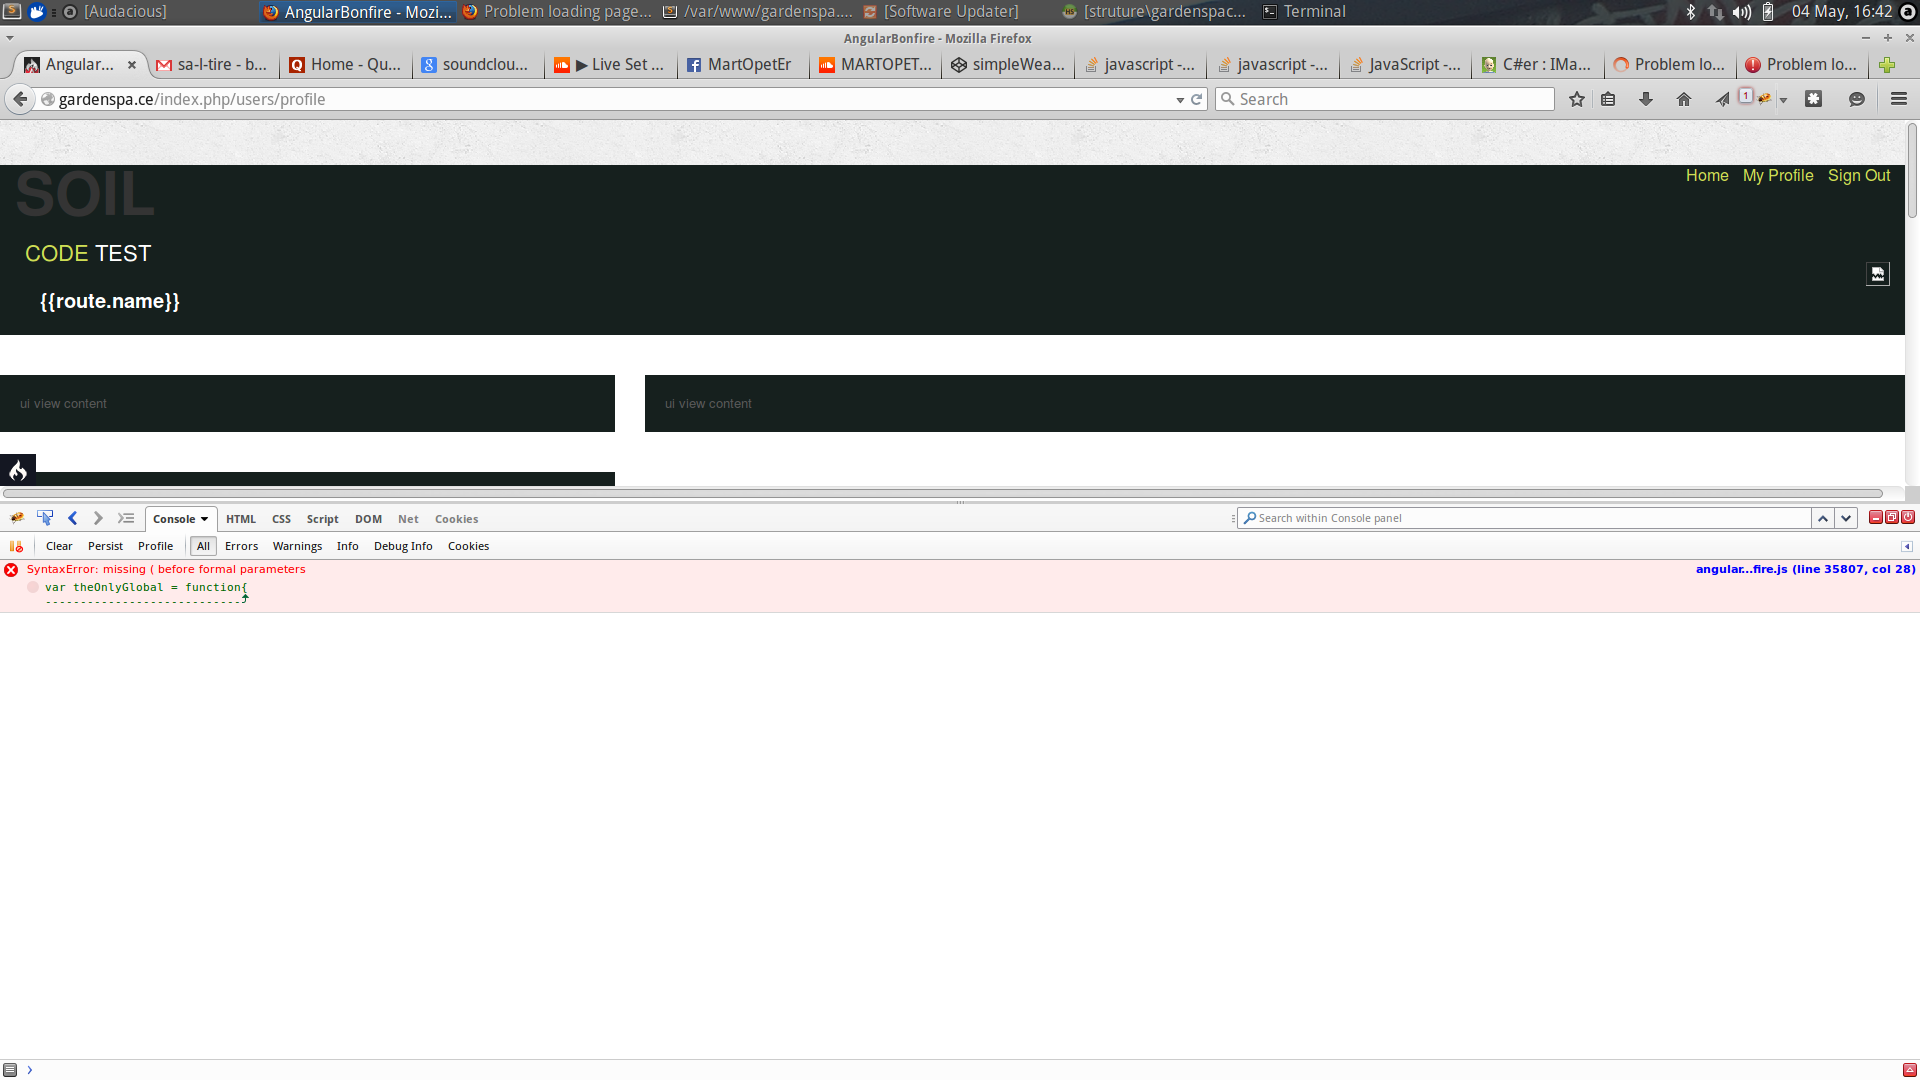 [Audacious] AngularBonfire - Mozi... Problem loading page... /var/www/gardenspa.... [Software Updater] [struture\gardenspac... Terminal 04 May, 16:42
AngularBonfire - Mozilla Firefox
Angular... sa-l-tire - b... Home - Qu... soundclou... ▶ Live Set ... MartOpetEr MARTOPET... simpleWea... javascript -... javascript -... JavaScript -... C#er : IMa... Problem lo... Problem lo...
gardenspa.ce/index.php/users/profile Search 1
SOIL
Home My Profile Sign Out
CODE TEST
{{route.name}}
ui view content ui view content
Console HTML CSS Script DOM Net Cookies Search within Console panel
Clear Persist Profile All Errors Warnings Info Debug Info Cookies
SyntaxError: missing ( before formal parameters angular...fire.js (line 35807, col 28)
var theOnlyGlobal = function{